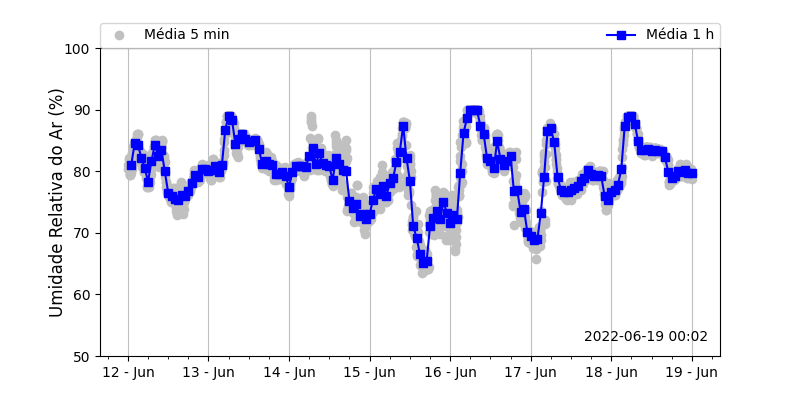 Média 5 min
Média 1 h
Umidade Relativa do Ar (%)
100
90
80
70
60
50
2022-06-19 00:02
12 - Jun
13 - Jun
14 - Jun
15 - Jun
16 - Jun
17 - Jun
18 - Jun
19 - Jun